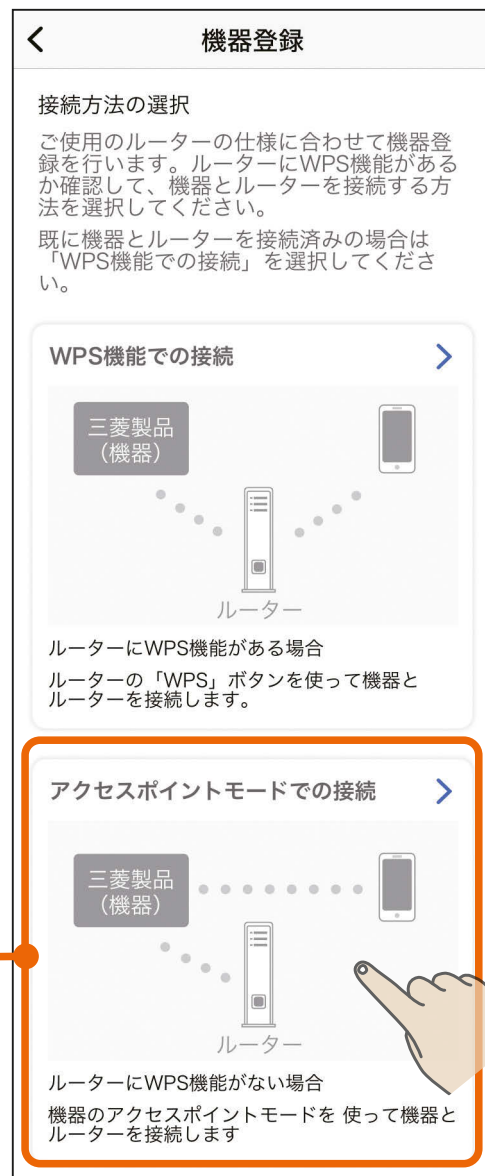 機器登録
接続方法の選択
ご使用のルーターの仕様に合わせて機器登
録を行います。ルーターにWPS機能がある
か確認して、機器とルーターを接続する方
法を選択してください。
既に機器とルーターを接続済みの場合は
「WPS機能での接続」を選択してくださ
い。
WPS機能での接続
三菱製品
（機器）
ルーター
ルーターにWPS機能がある場合
ルーターの「WPS」ボタンを使って機器と
ルーターを接続します。
アクセスポイントモードでの接続
三菱製品
（機器）
ルーター
ルーターにWPS機能がない場合
機器のアクセスポイントモードを 使って機器と
ルーターを接続します